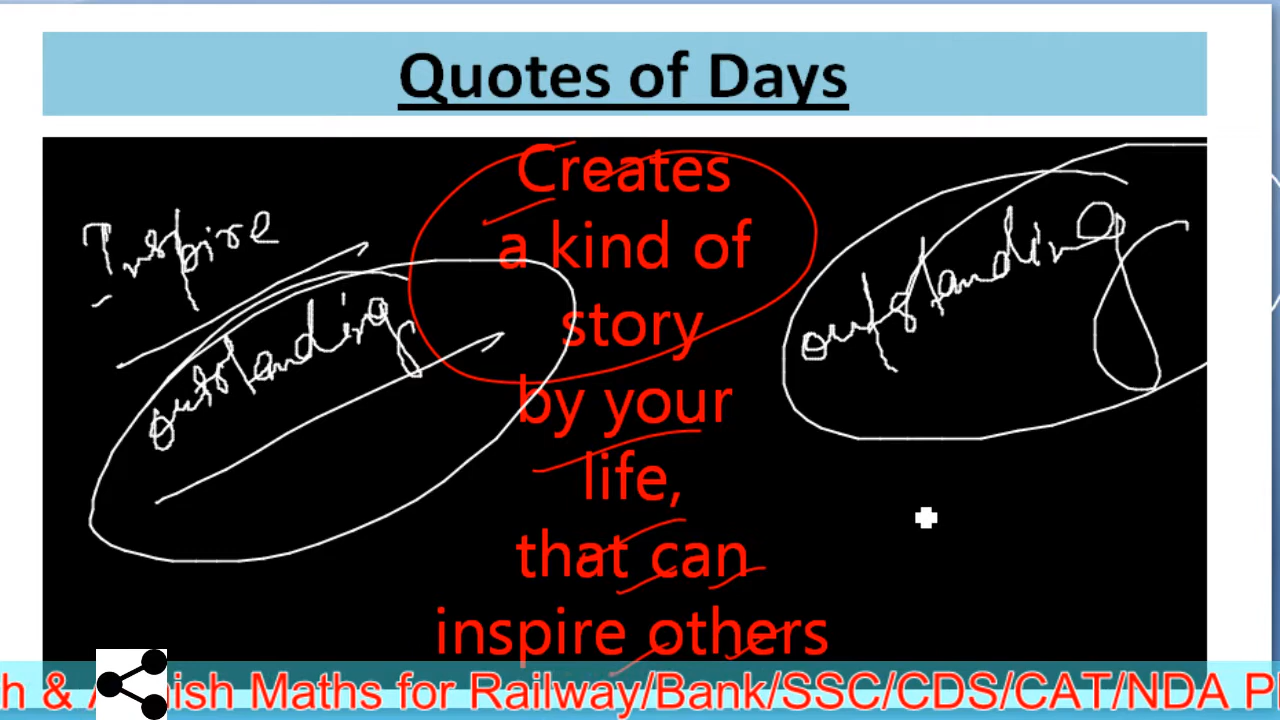 Quotes of Days
Creates
a kind of
story
by your
life,
that can
inspire others
Inspire
outstanding
outstanding
h & A nish Maths for Railway/Bank/SSC/CDS/CAT/NDA P